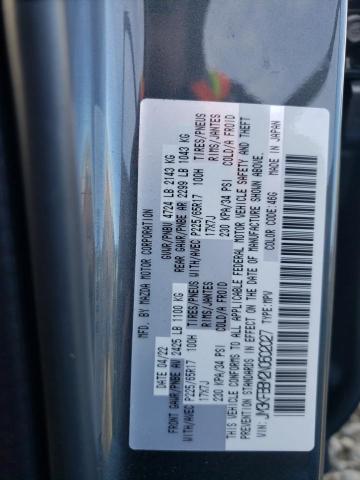 MFD. BY MAZDA MOTOR CORPORATION
DATE 04/22 GVWR/PNBV 4724 LB 2143 KG
FRONT GAWR/PNBE AV 2425 LB 1100 KG REAR GAWR/PNBE AR 2299 LB 1043 KG
WITH/AVEC P225/65R17 100H TIRES/PNEUS WITH/AVEC P225/65R17 100H TIRES/PNEUS
17X7J RIMS/JANTES 17X7J RIMS/JANTES
230 KPA/34 PSI COLD/A FROID 230 KPA/34 PSI COLD/A FROID
THIS VEHICLE CONFORMS TO ALL APPLICABLE FEDERAL MOTOR VEHICLE SAFETY AND THEFT
PREVENTION STANDARDS IN EFFECT ON THE DATE OF MANUFACTURE SHOWN ABOVE.
VIN: TYPE:MPV COLOR CODE:46G MADE IN JAPAN